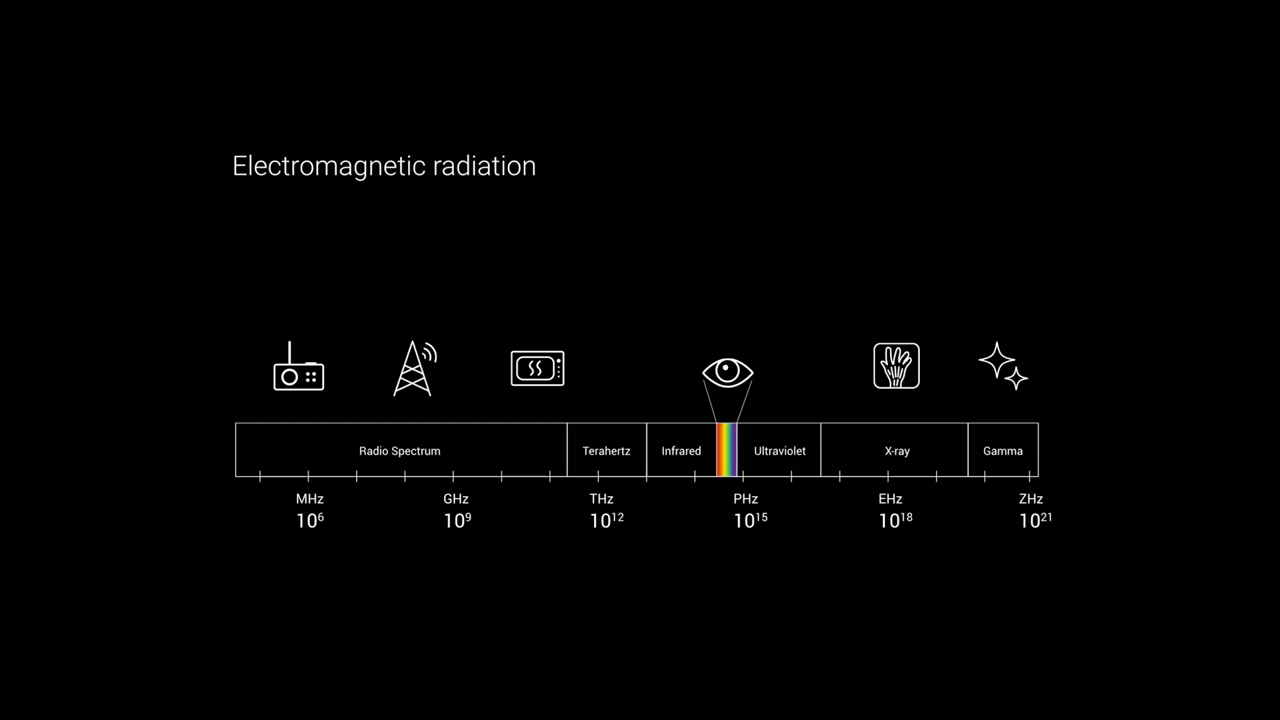 Electromagnetic radiation
Radio Spectrum Terahertz Infrared Ultraviolet X-ray Gamma
MHz GHz THz PHz EHz ZHz
10⁶ 10⁹ 10¹² 10¹⁵ 10¹⁸ 10²¹